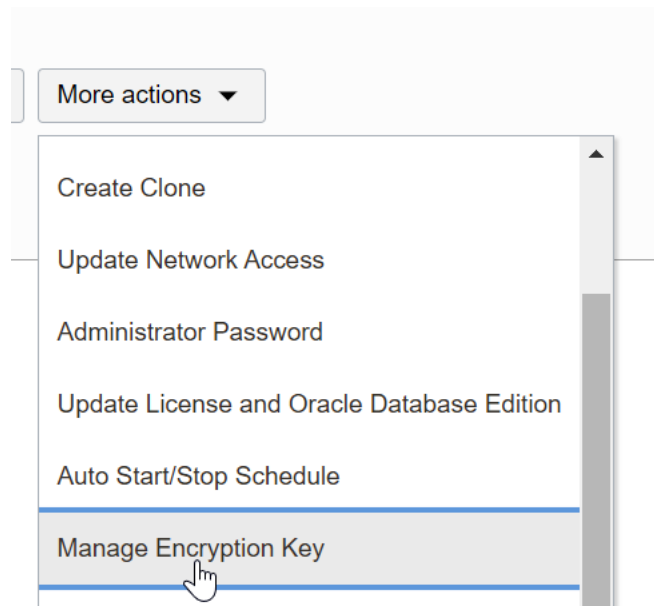 More actions
Create Clone
Update Network Access
Administrator Password
Update License and Oracle Database Edition
Auto Start/Stop Schedule
Manage Encryption Key